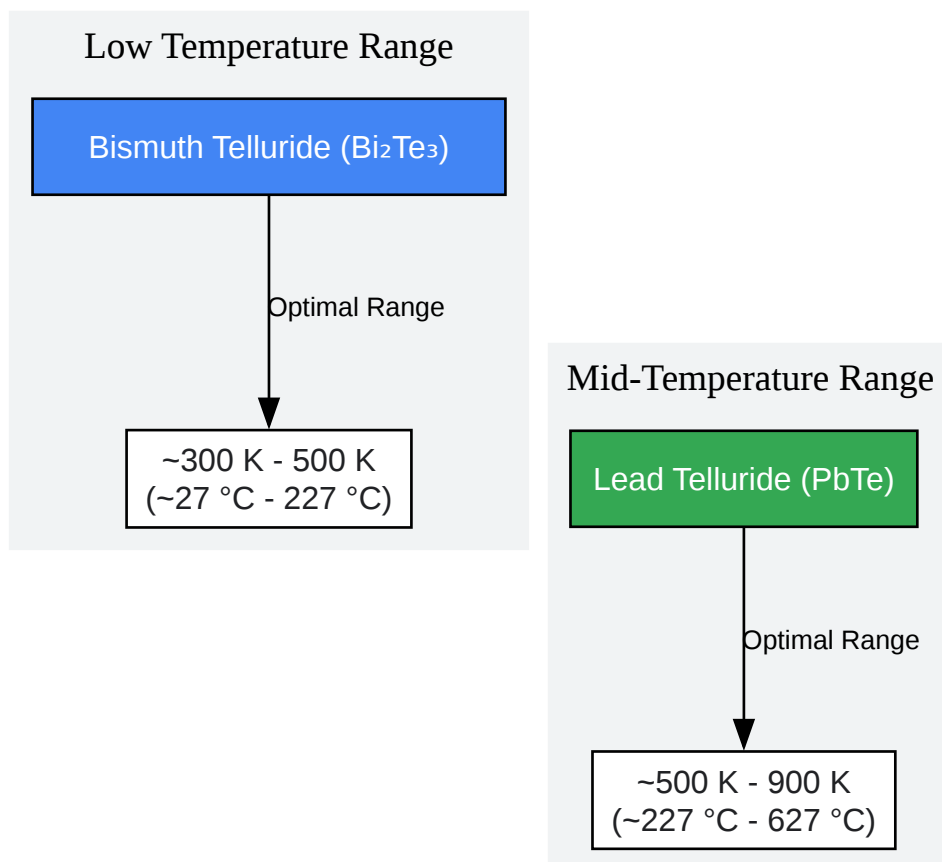 Low Temperature Range
Bismuth Telluride (Bi₂Te₃)
Optimal Range
~300 K - 500 K
(~27 °C - 227 °C)
Mid-Temperature Range
Lead Telluride (PbTe)
Optimal Range
~500 K - 900 K
(~227 °C - 627 °C)